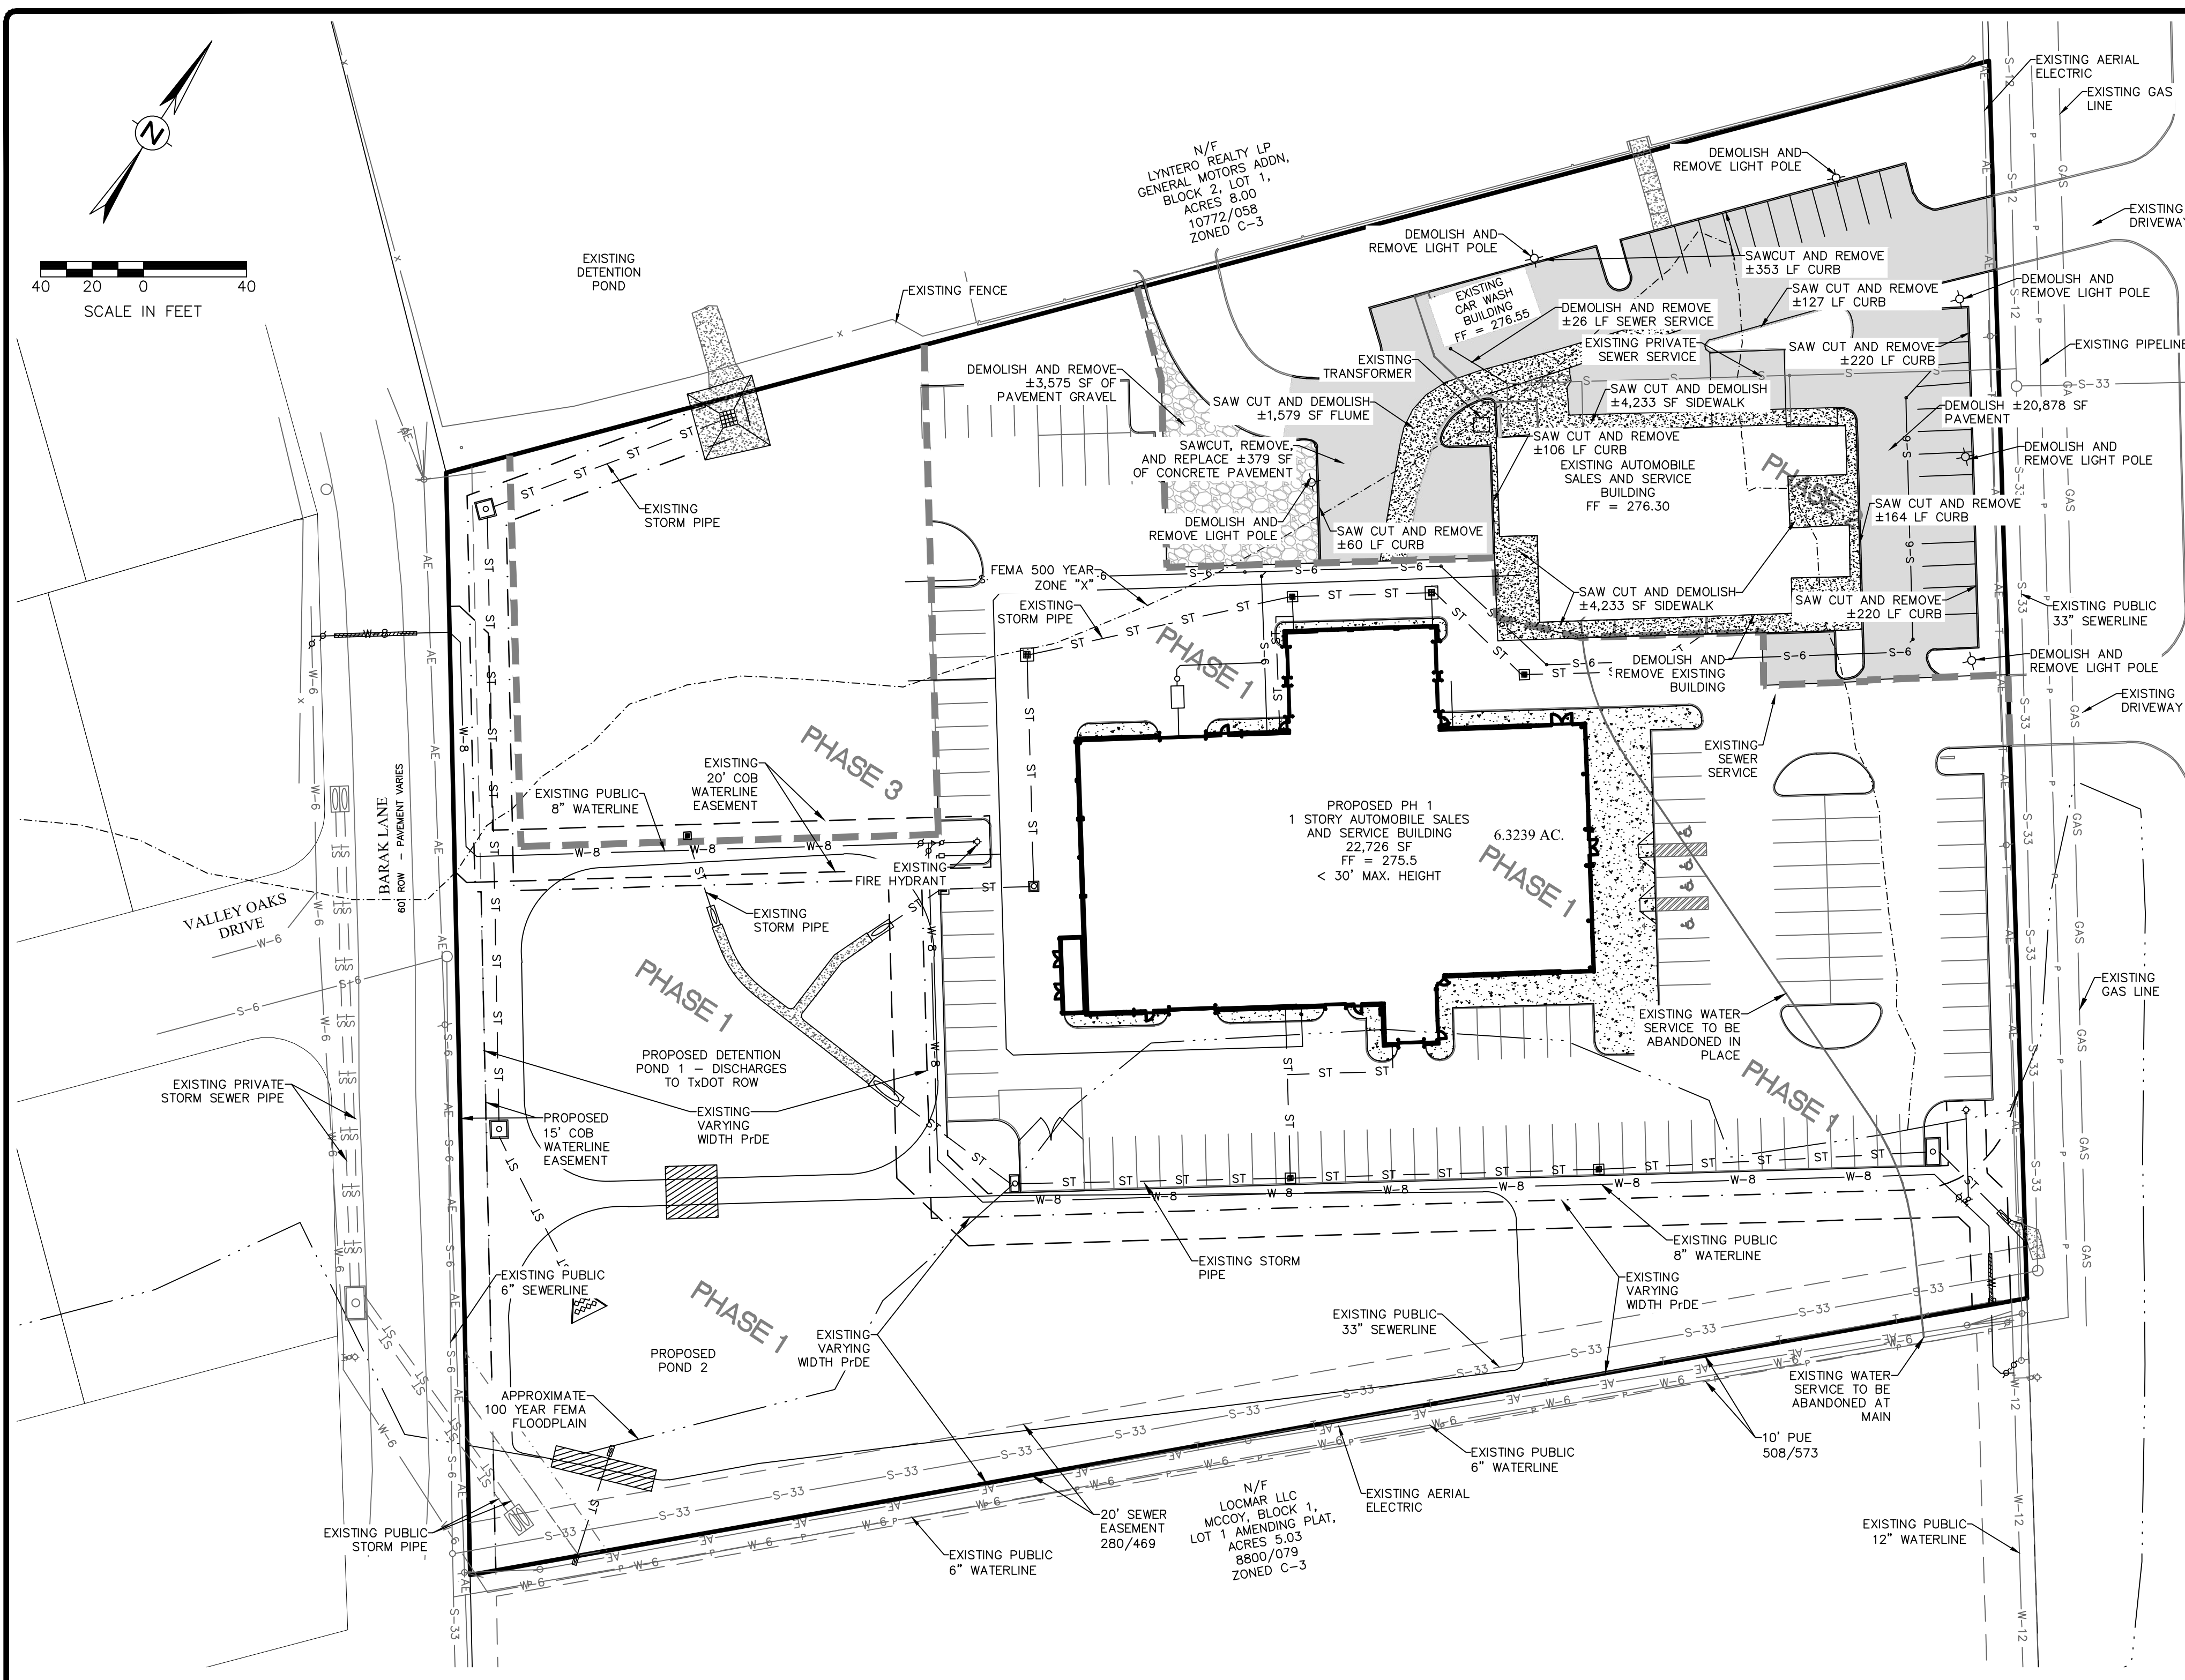 N
40 20 0 40
SCALE IN FEET
EXISTING
DETENTION
POND
N/F
LYNTERO REALTY LP
GENERAL MOTORS ADDN,
BLOCK 2, LOT 1,
ACRES 8.00
10772/058
ZONED C-3
EXISTING AERIAL
ELECTRIC
EXISTING GAS
LINE
DEMOLISH AND
REMOVE LIGHT POLE
EXISTING
DRIVEWAY
DEMOLISH AND
REMOVE LIGHT POLE
SAWCUT AND REMOVE
±353 LF CURB
EXISTING FENCE
EXISTING
CAR WASH
BUILDING
FF = 276.55
SAW CUT AND REMOVE
±127 LF CURB
DEMOLISH AND
REMOVE LIGHT POLE
DEMOLISH AND REMOVE
±26 LF SEWER SERVICE
EXISTING PRIVATE
SEWER SERVICE
SAW CUT AND REMOVE
±220 LF CURB
EXISTING PIPELINE
EXISTING
TRANSFORMER
DEMOLISH AND REMOVE
±3,575 SF OF
PAVEMENT GRAVEL
SAW CUT AND DEMOLISH
±1,579 SF FLUME
SAW CUT AND DEMOLISH
±4,233 SF SIDEWALK
DEMOLISH ±20,878 SF
PAVEMENT
SAWCUT, REMOVE,
AND REPLACE ±379 SF
OF CONCRETE PAVEMENT
SAW CUT AND REMOVE
±106 LF CURB
EXISTING AUTOMOBILE
SALES AND SERVICE
BUILDING
FF = 276.30
PHASE
DEMOLISH AND
REMOVE LIGHT POLE
EXISTING
STORM PIPE
DEMOLISH AND
REMOVE LIGHT POLE
SAW CUT AND REMOVE
±60 LF CURB
SAW CUT AND REMOVE
±164 LF CURB
FEMA 500 YEAR
ZONE "X"
EXISTING
STORM PIPE
SAW CUT AND DEMOLISH
±4,233 SF SIDEWALK
SAW CUT AND REMOVE
±220 LF CURB
EXISTING PUBLIC
33" SEWERLINE
PHASE 1
DEMOLISH AND
REMOVE EXISTING
BUILDING
DEMOLISH AND
REMOVE LIGHT POLE
EXISTING
DRIVEWAY
PHASE 3
EXISTING
SEWER
SERVICE
EXISTING
20' COB
WATERLINE
EASEMENT
EXISTING PUBLIC
8" WATERLINE
BARAK LANE
60' ROW - PAVEMENT VARIES
PROPOSED PH 1
1 STORY AUTOMOBILE SALES
AND SERVICE BUILDING
22,726 SF
FF = 275.5
< 30' MAX. HEIGHT
6.3239 AC.
PHASE 1
EXISTING
FIRE HYDRANT
VALLEY OAKS
DRIVE
EXISTING
STORM PIPE
PHASE 1
EXISTING
GAS LINE
EXISTING WATER
SERVICE TO BE
ABANDONED IN
PLACE
PROPOSED DETENTION
POND 1 - DISCHARGES
TO TxDOT ROW
PHASE 1
EXISTING PRIVATE
STORM SEWER PIPE
PROPOSED
15' COB
WATERLINE
EASEMENT
EXISTING
VARYING
WIDTH PrDE
EXISTING PUBLIC
6" SEWERLINE
EXISTING STORM
PIPE
EXISTING PUBLIC
8" WATERLINE
EXISTING
VARYING
WIDTH PrDE
PHASE 1
EXISTING PUBLIC
33" SEWERLINE
PROPOSED
POND 2
EXISTING
VARYING
WIDTH PrDE
APPROXIMATE
100 YEAR FEMA
FLOODPLAIN
EXISTING WATER
SERVICE TO BE
ABANDONED AT
MAIN
10' PUE
508/573
EXISTING PUBLIC
6" WATERLINE
EXISTING AERIAL
ELECTRIC
N/F
LOCMAR LLC
MCCOY, BLOCK 1,
LOT 1 AMENDING PLAT,
ACRES 5.03
8800/079
ZONED C-3
20' SEWER
EASEMENT
280/469
EXISTING PUBLIC
STORM PIPE
EXISTING PUBLIC
6" WATERLINE
EXISTING PUBLIC
12" WATERLINE